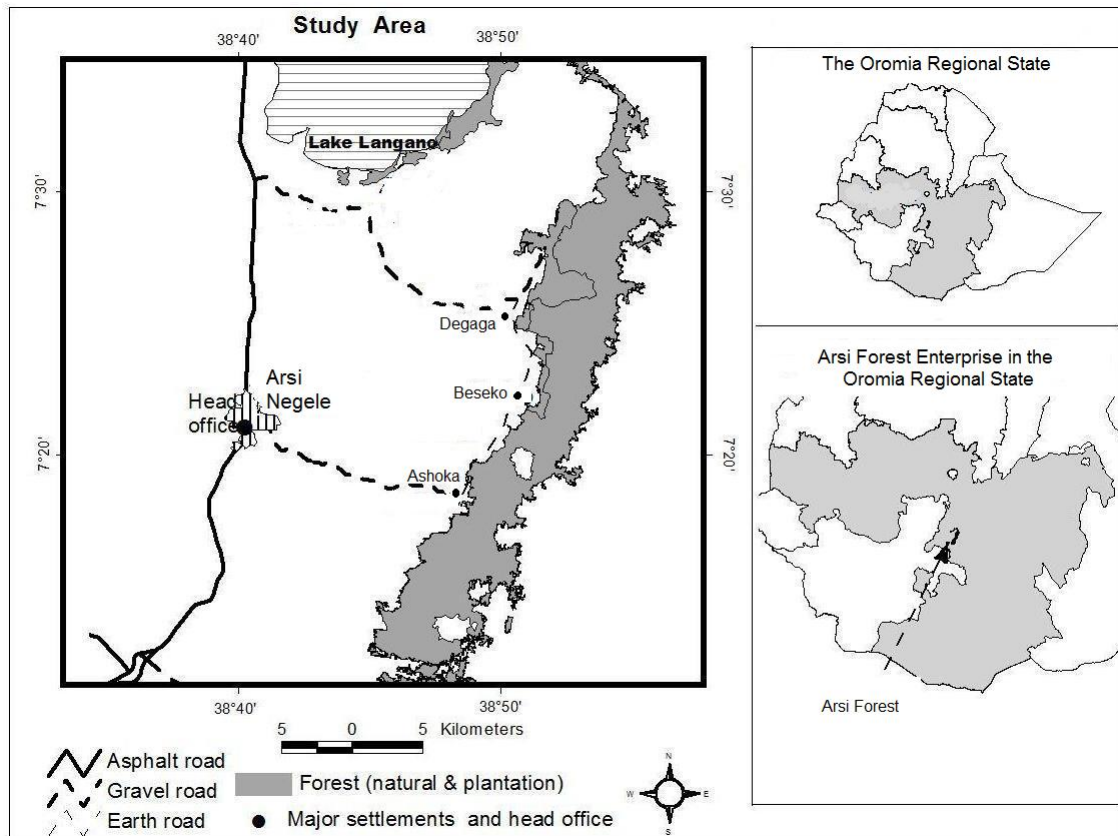 Study Area
38°40'
38°50'
7°30'
7°30'
Lake Langano
Degaga
Beseko
Arsi
Negele
Head
office
7°20'
7°20'
Ashoka
38°40'
38°50'
5 0 5 Kilometers
Asphalt road
Gravel road
Earth road
Forest (natural & plantation)
Major settlements and head office
N
W
E
S
The Oromia Regional State
Arsi Forest Enterprise in the
Oromia Regional State
Arsi Forest